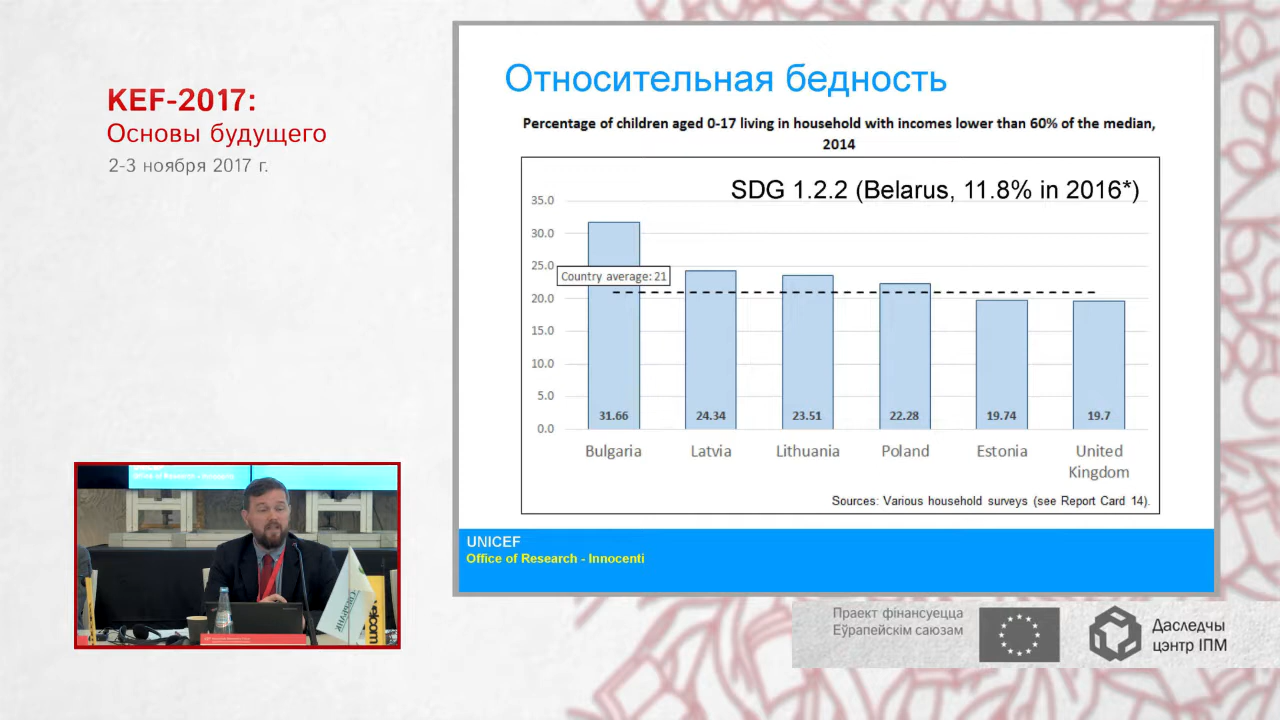 KEF-2017:
Основы будущего
2-3 ноября 2017 г.
Относительная бедность
Percentage of children aged 0-17 living in household with incomes lower than 60% of the median,
2014
SDG 1.2.2 (Belarus, 11.8% in 2016*)
35.0
30.0
25.0
20.0
15.0
10.0
5.0
0.0
Country average: 21
31.66
24.34
23.51
22.28
19.74
19.7
Bulgaria
Latvia
Lithuania
Poland
Estonia
United
Kingdom
Sources: Various household surveys (see Report Card 14).
UNICEF
Office of Research - Innocenti
Office of Research - Innocenti
velcom
Праект фінансуецца
Еўрапейскім саюзам
Даследчы
цэнтр ІПМ